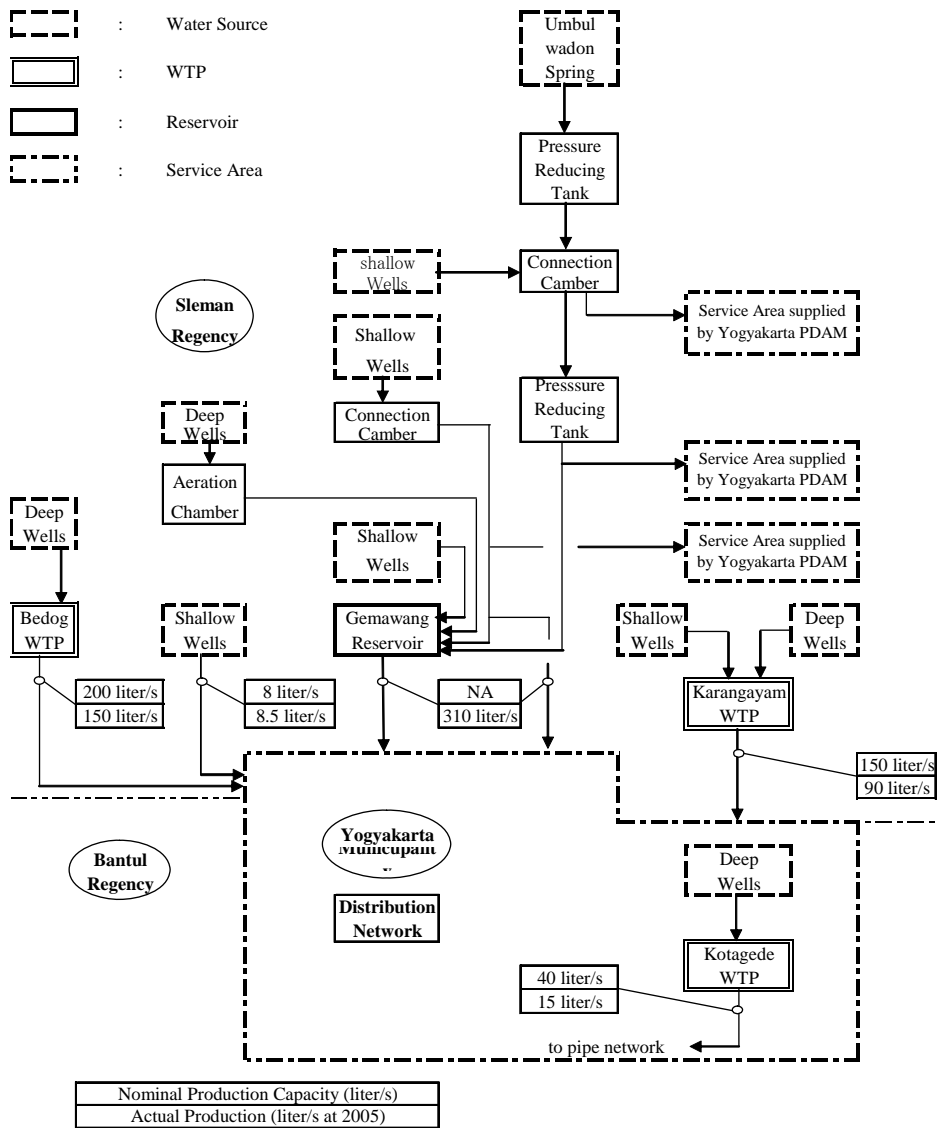 : Water Source
: WTP
: Reservoir
: Service Area
Umbul
wadon
Spring
Pressure
Reducing
Tank
shallow
Wells
Connection
Camber
Service Area supplied
by Yogyakarta PDAM
Sleman
Regency
Shallow
Wells
Connection
Camber
Presssure
Reducing
Tank
Deep
Wells
Aeration
Chamber
Service Area supplied
by Yogyakarta PDAM
Deep
Wells
Shallow
Wells
Service Area supplied
by Yogyakarta PDAM
Bedog
WTP
Shallow
Wells
Gemawang
Reservoir
Shallow
Wells
Deep
Wells
200 liter/s
150 liter/s
8 liter/s
8.5 liter/s
NA
310 liter/s
Karangayam
WTP
150 liter/s
90 liter/s
Bantul
Regency
Yogyakarta
Distribution
Network
Deep
Wells
Kotagede
WTP
40 liter/s
15 liter/s
to pipe network
Nominal Production Capacity (liter/s)
Actual Production (liter/s at 2005)